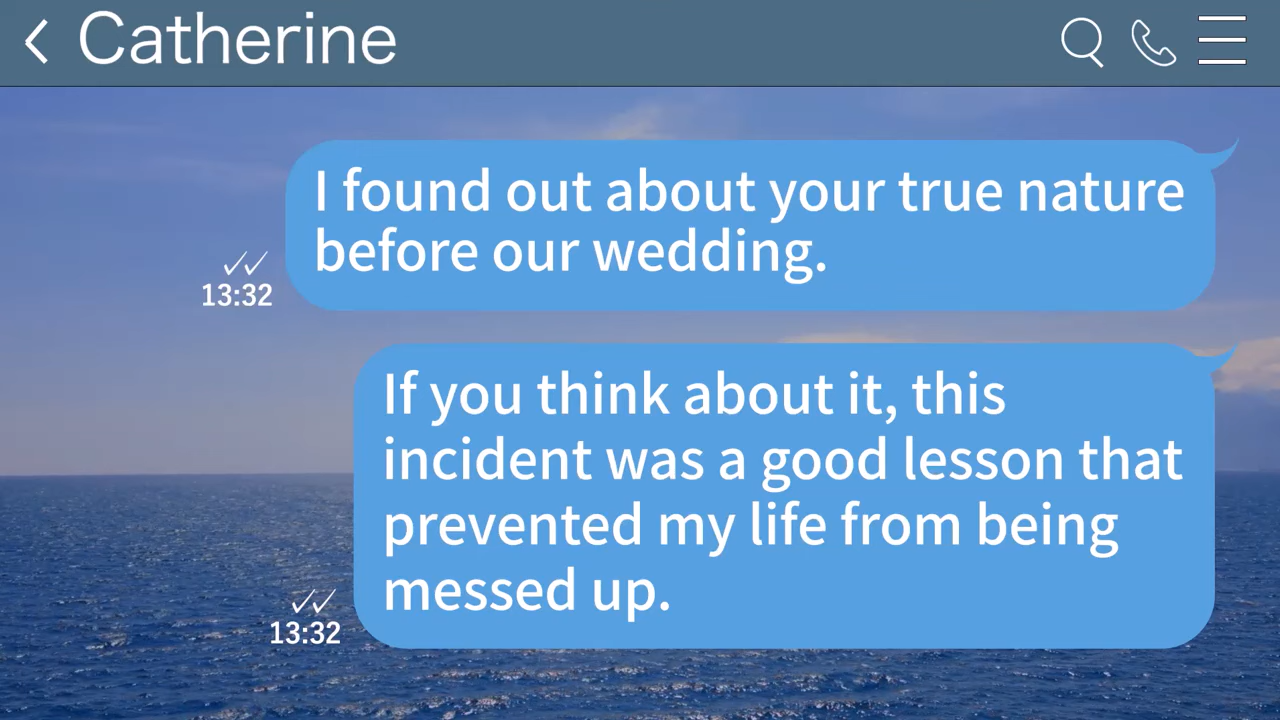 Catherine
I found out about your true nature
before our wedding.
13:32
If you think about it, this
incident was a good lesson that
prevented my life from being
messed up.
13:32